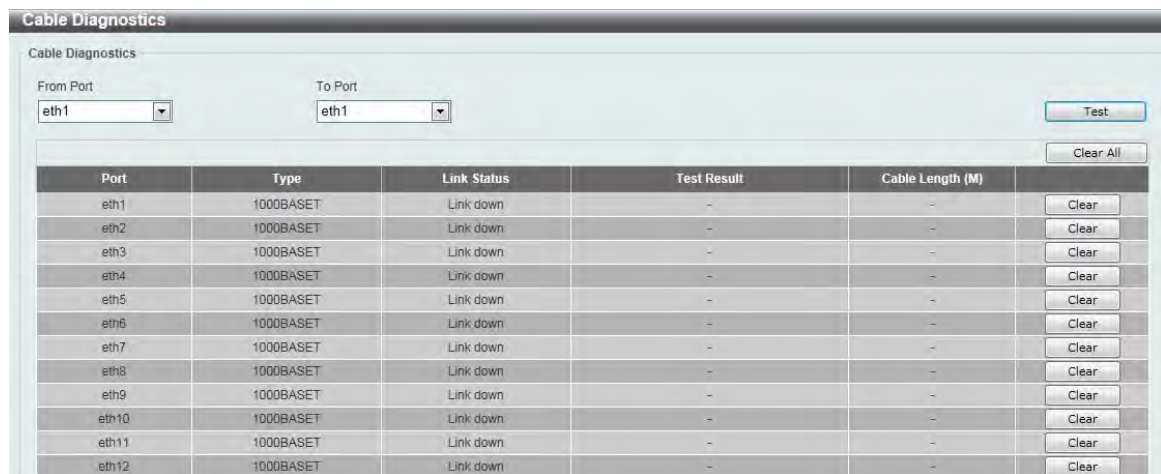 Cable Diagnostics
Cable Diagnostics
From Port To Port
eth1 eth1 Test
Clear All
Port Type Link Status Test Result Cable Length (M)
eth1 1000BASET Link down - - Clear
eth2 1000BASET Link down - - Clear
eth3 1000BASET Link down - - Clear
eth4 1000BASET Link down - - Clear
eth5 1000BASET Link down - - Clear
eth6 1000BASET Link down - - Clear
eth7 1000BASET Link down - - Clear
eth8 1000BASET Link down - - Clear
eth9 1000BASET Link down - - Clear
eth10 1000BASET Link down - - Clear
eth11 1000BASET Link down - - Clear
eth12 1000BASET Link down - - Clear